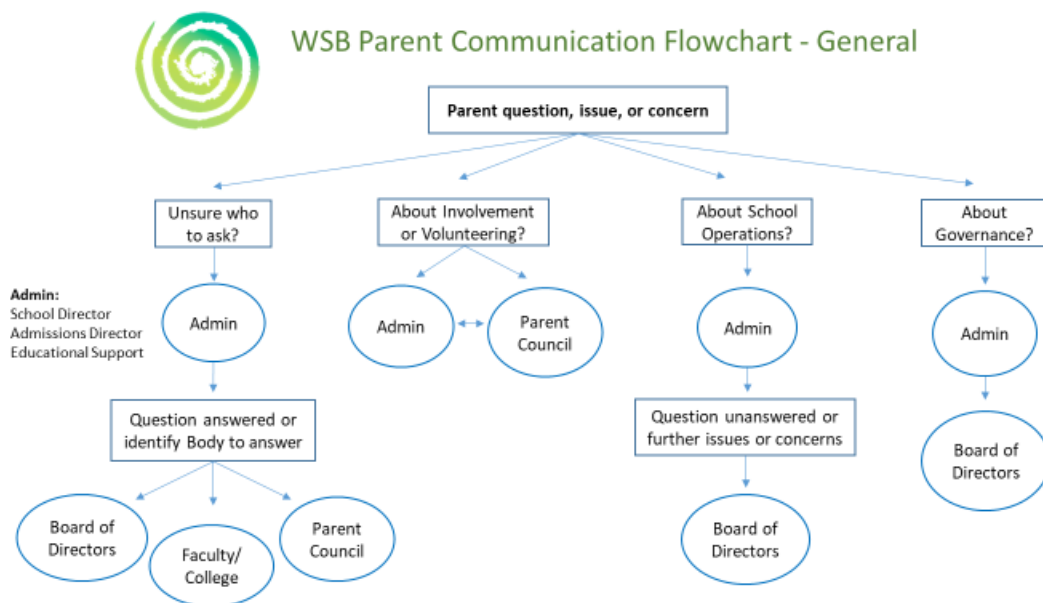 WSB Parent Communication Flowchart - General
Parent question, issue, or concern
Unsure who
to ask?
About Involvement
or Volunteering?
About School
Operations?
About
Governance?
Admin:
School Director
Admissions Director
Educational Support
Admin
Admin
Parent
Council
Admin
Admin
Question answered or
identify Body to answer
Question unanswered or
further issues or concerns
Board of
Directors
Board of
Directors
Faculty/
College
Parent
Council
Board of
Directors